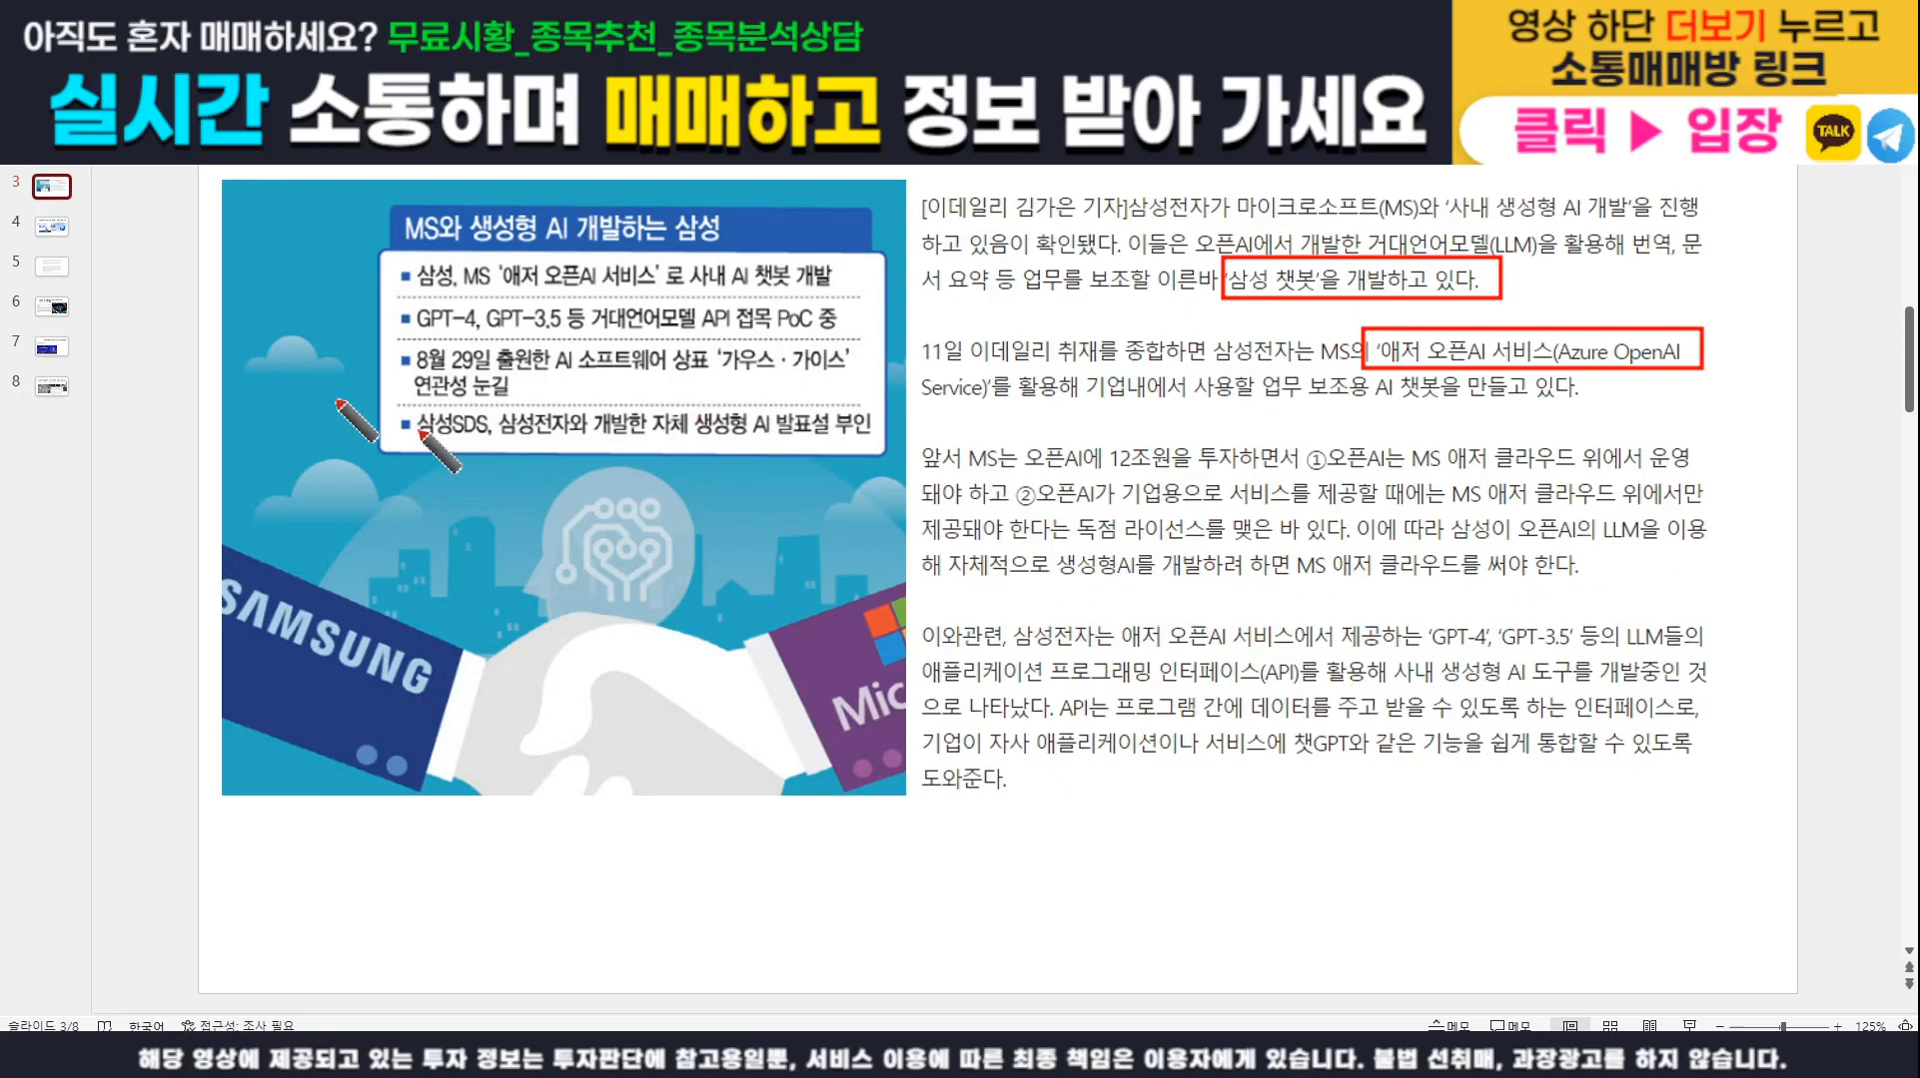 아직도 혼자 매매하세요? 무료시황_종목추천_종목분석상담
실시간 소통하며 매매하고 정보 받아 가세요
영상 하단 더보기 누르고
소통매매방 링크
클릭 ▶ 입장
TALK
3
4
5
6
7
8
MS와 생성형 AI 개발하는 삼성
■ 삼성, MS ‘애저 오픈AI 서비스’ 로 사내 AI 챗봇 개발
■ GPT-4, GPT-3.5 등 거대언어모델 API 접목 PoC 중
■ 8월 29일 출원한 AI 소프트웨어 상표 ‘가우스·가이스’
연관성 눈길
■ 삼성SDS, 삼성전자와 개발한 자체 생성형 AI 발표설 부인
SAMSUNG
Mic
[이데일리 김가은 기자]삼성전자가 마이크로소프트(MS)와 ‘사내 생성형 AI 개발’을 진행
하고 있음이 확인됐다. 이들은 오픈AI에서 개발한 거대언어모델(LLM)을 활용해 번역, 문
서 요약 등 업무를 보조할 이른바 ‘삼성 챗봇’을 개발하고 있다.
11일 이데일리 취재를 종합하면 삼성전자는 MS의 ‘애저 오픈AI 서비스(Azure OpenAI
Service)’를 활용해 기업내에서 사용할 업무 보조용 AI 챗봇을 만들고 있다.
앞서 MS는 오픈AI에 12조원을 투자하면서 ①오픈AI는 MS 애저 클라우드 위에서 운영
돼야 하고 ②오픈AI가 기업용으로 서비스를 제공할 때에는 MS 애저 클라우드 위에서만
제공돼야 한다는 독점 라이선스를 맺은 바 있다. 이에 따라 삼성이 오픈AI의 LLM을 이용
해 자체적으로 생성형AI를 개발하려 하면 MS 애저 클라우드를 써야 한다.
이와관련, 삼성전자는 애저 오픈AI 서비스에서 제공하는 ‘GPT-4’, ‘GPT-3.5’ 등의 LLM들의
애플리케이션 프로그래밍 인터페이스(API)를 활용해 사내 생성형 AI 도구를 개발중인 것
으로 나타났다. API는 프로그램 간에 데이터를 주고 받을 수 있도록 하는 인터페이스로,
기업이 자사 애플리케이션이나 서비스에 챗GPT와 같은 기능을 쉽게 통합할 수 있도록
도와준다.
슬라이드 3/8 한국어 접근성: 조사 필요 메모 메모 125%
해당 영상에 제공되고 있는 투자 정보는 투자판단에 참고용일뿐, 서비스 이용에 따른 최종 책임은 이용자에게 있습니다. 불법 선취매, 과장광고를 하지 않습니다.